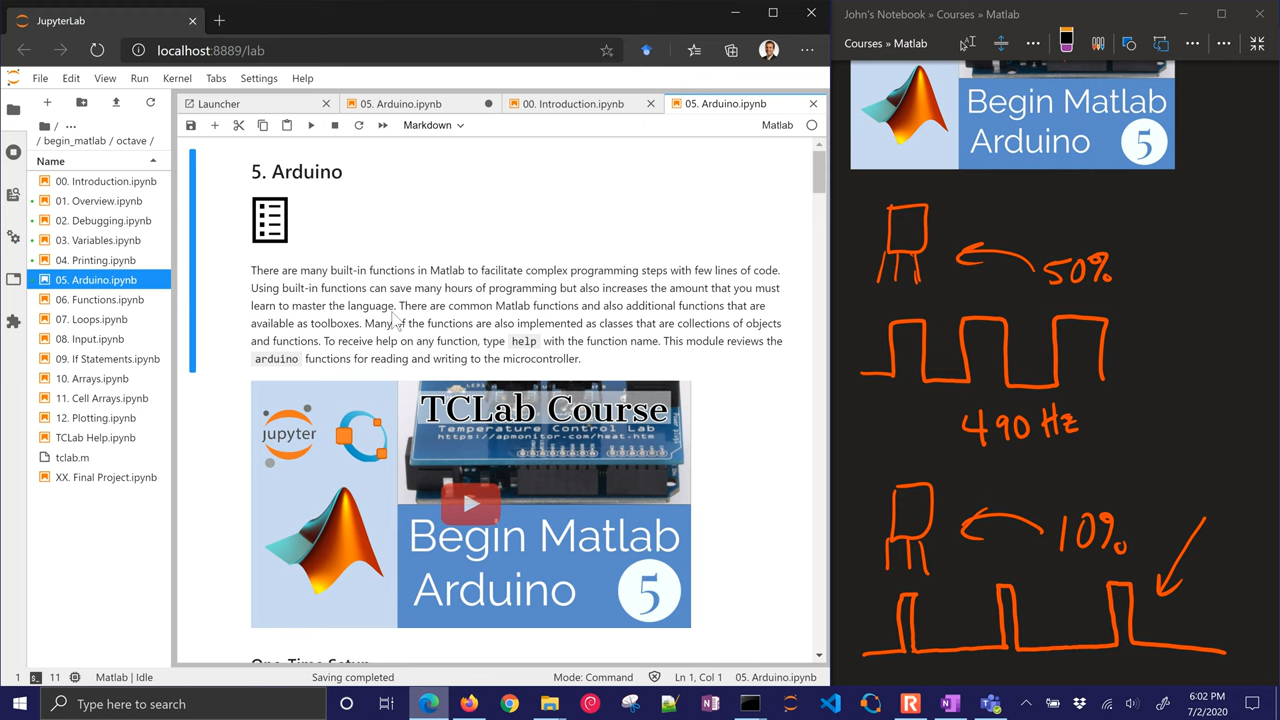 JupyterLab
localhost:8889/lab
File Edit View Run Kernel Tabs Settings Help
/ ...
/ begin_matlab / octave /
Name
00. Introduction.ipynb
01. Overview.ipynb
02. Debugging.ipynb
03. Variables.ipynb
04. Printing.ipynb
05. Arduino.ipynb
06. Functions.ipynb
07. Loops.ipynb
08. Input.ipynb
09. If Statements.ipynb
10. Arrays.ipynb
11. Cell Arrays.ipynb
12. Plotting.ipynb
TCLab Help.ipynb
tclab.m
XX. Final Project.ipynb
Launcher
05. Arduino.ipynb
00. Introduction.ipynb
05. Arduino.ipynb
Markdown
Matlab
5. Arduino
There are many built-in functions in Matlab to facilitate complex programming steps with few lines of code.
Using built-in functions can save many hours of programming but also increases the amount that you must
learn to master the language. There are common Matlab functions and also additional functions that are
available as toolboxes. Many of the functions are also implemented as classes that are collections of objects
and functions. To receive help on any function, type help with the function name. This module reviews the
arduino functions for reading and writing to the microcontroller.
TCLab Course
Temperature Control Lab
https://apmonitor.com/heat.htm
jupyter
Begin Matlab
Arduino
5
One-Time Setup
1
11
Matlab | Idle
Saving completed
Mode: Command
Ln 1, Col 1
05. Arduino.ipynb
John's Notebook » Courses » Matlab
Courses » Matlab
Begin Matlab
Arduino
5
50%
490 Hz
10%
Type here to search
6:02 PM
7/2/2020